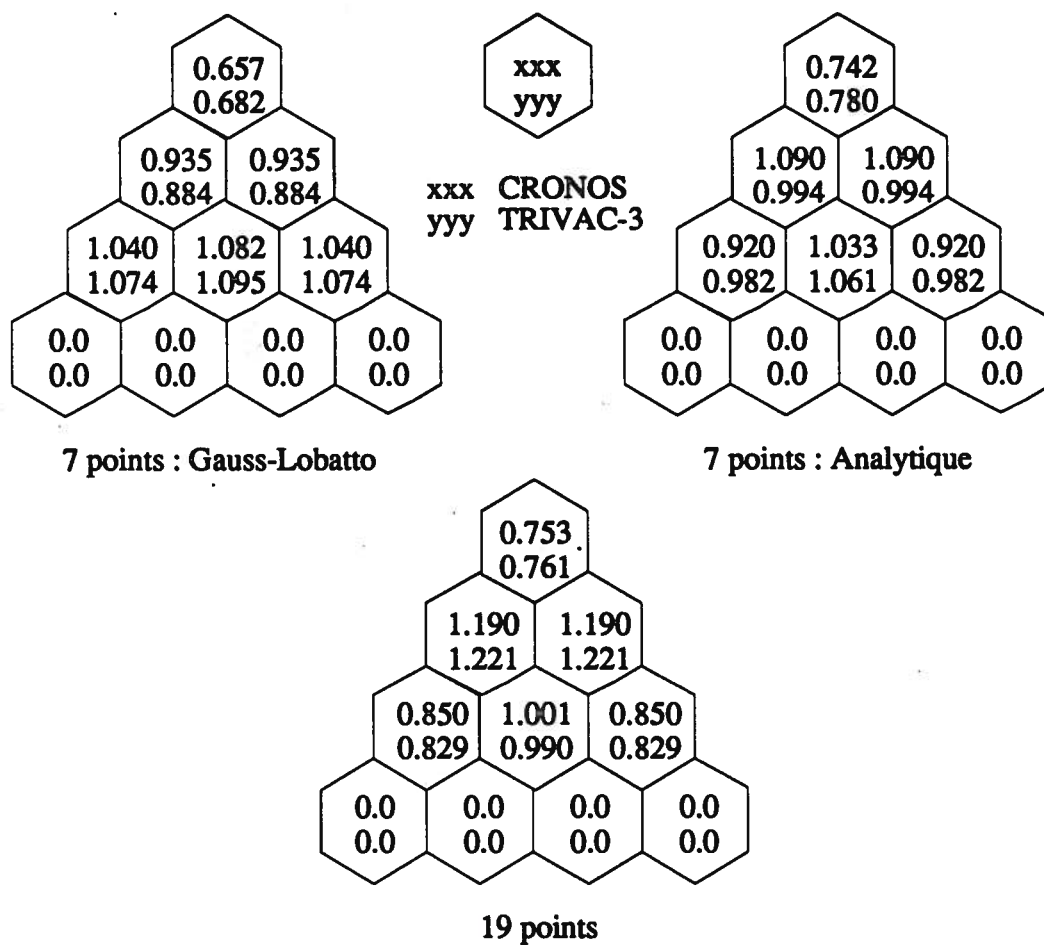 0.657
0.682
0.935 0.935
0.884 0.884
1.040 1.082 1.040
1.074 1.095 1.074
0.0 0.0 0.0 0.0
0.0 0.0 0.0 0.0
7 points : Gauss-Lobatto
xxx
yyy
xxx CRONOS
yyy TRIVAC-3
0.742
0.780
1.090 1.090
0.994 0.994
0.920 1.033 0.920
0.982 1.061 0.982
0.0 0.0 0.0 0.0
0.0 0.0 0.0 0.0
7 points : Analytique
0.753
0.761
1.190 1.190
1.221 1.221
0.850 1.001 0.850
0.829 0.990 0.829
0.0 0.0 0.0 0.0
0.0 0.0 0.0 0.0
19 points